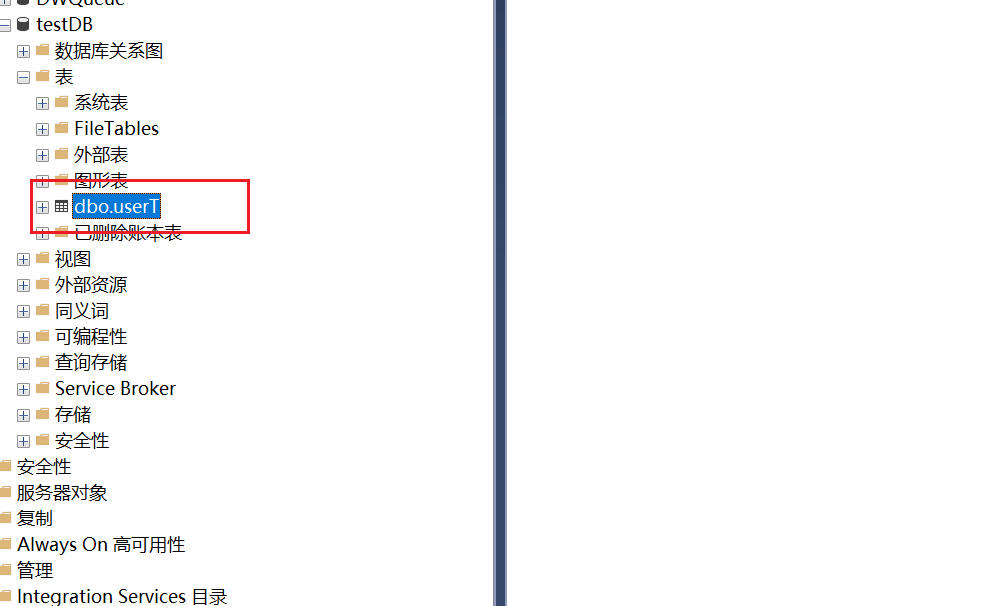 DWQueue
testDB
数据库关系图
表
系统表
FileTables
外部表
图形表
dbo.userT
已删除账本表
视图
外部资源
同义词
可编程性
查询存储
Service Broker
存储
安全性
安全性
服务器对象
复制
Always On 高可用性
管理
Integration Services 目录